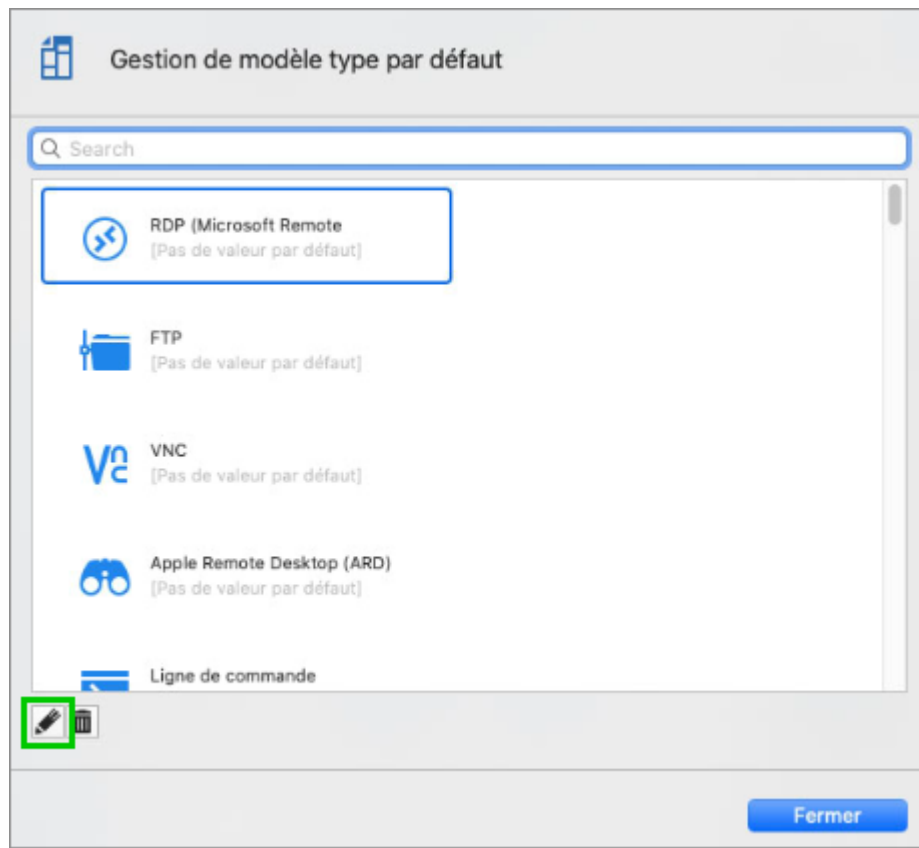 Gestion de modèle type par défaut
Search
RDP (Microsoft Remote
[Pas de valeur par défaut]
FTP
[Pas de valeur par défaut]
VNC
[Pas de valeur par défaut]
Apple Remote Desktop (ARD)
[Pas de valeur par défaut]
Ligne de commande
Fermer